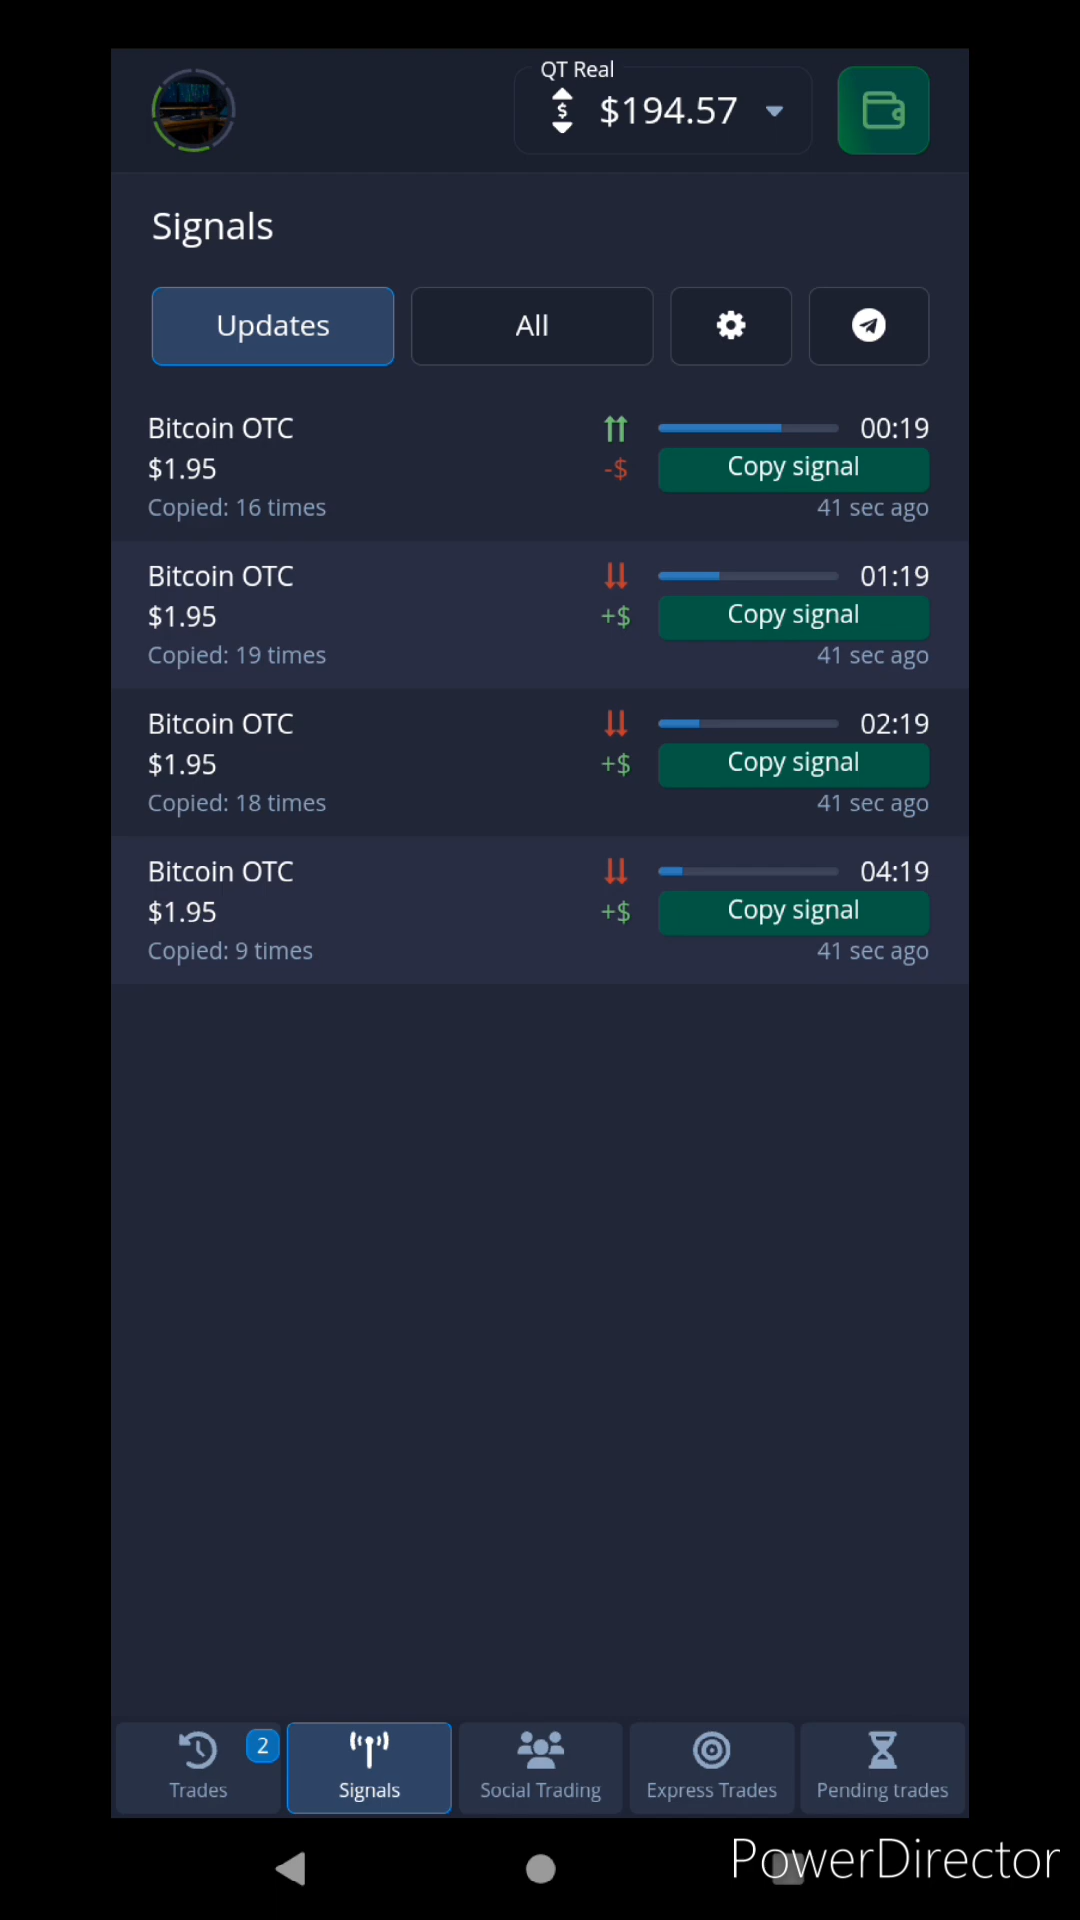 QT Real
$ $194.57
Signals
Updates All
Bitcoin OTC 00:19
$1.95 -$ Copy signal
Copied: 16 times 41 sec ago
Bitcoin OTC 01:19
$1.95 +$ Copy signal
Copied: 19 times 41 sec ago
Bitcoin OTC 02:19
$1.95 +$ Copy signal
Copied: 18 times 41 sec ago
Bitcoin OTC 04:19
$1.95 +$ Copy signal
Copied: 9 times 41 sec ago
2
Trades Signals Social Trading Express Trades Pending trades
PowerDirector